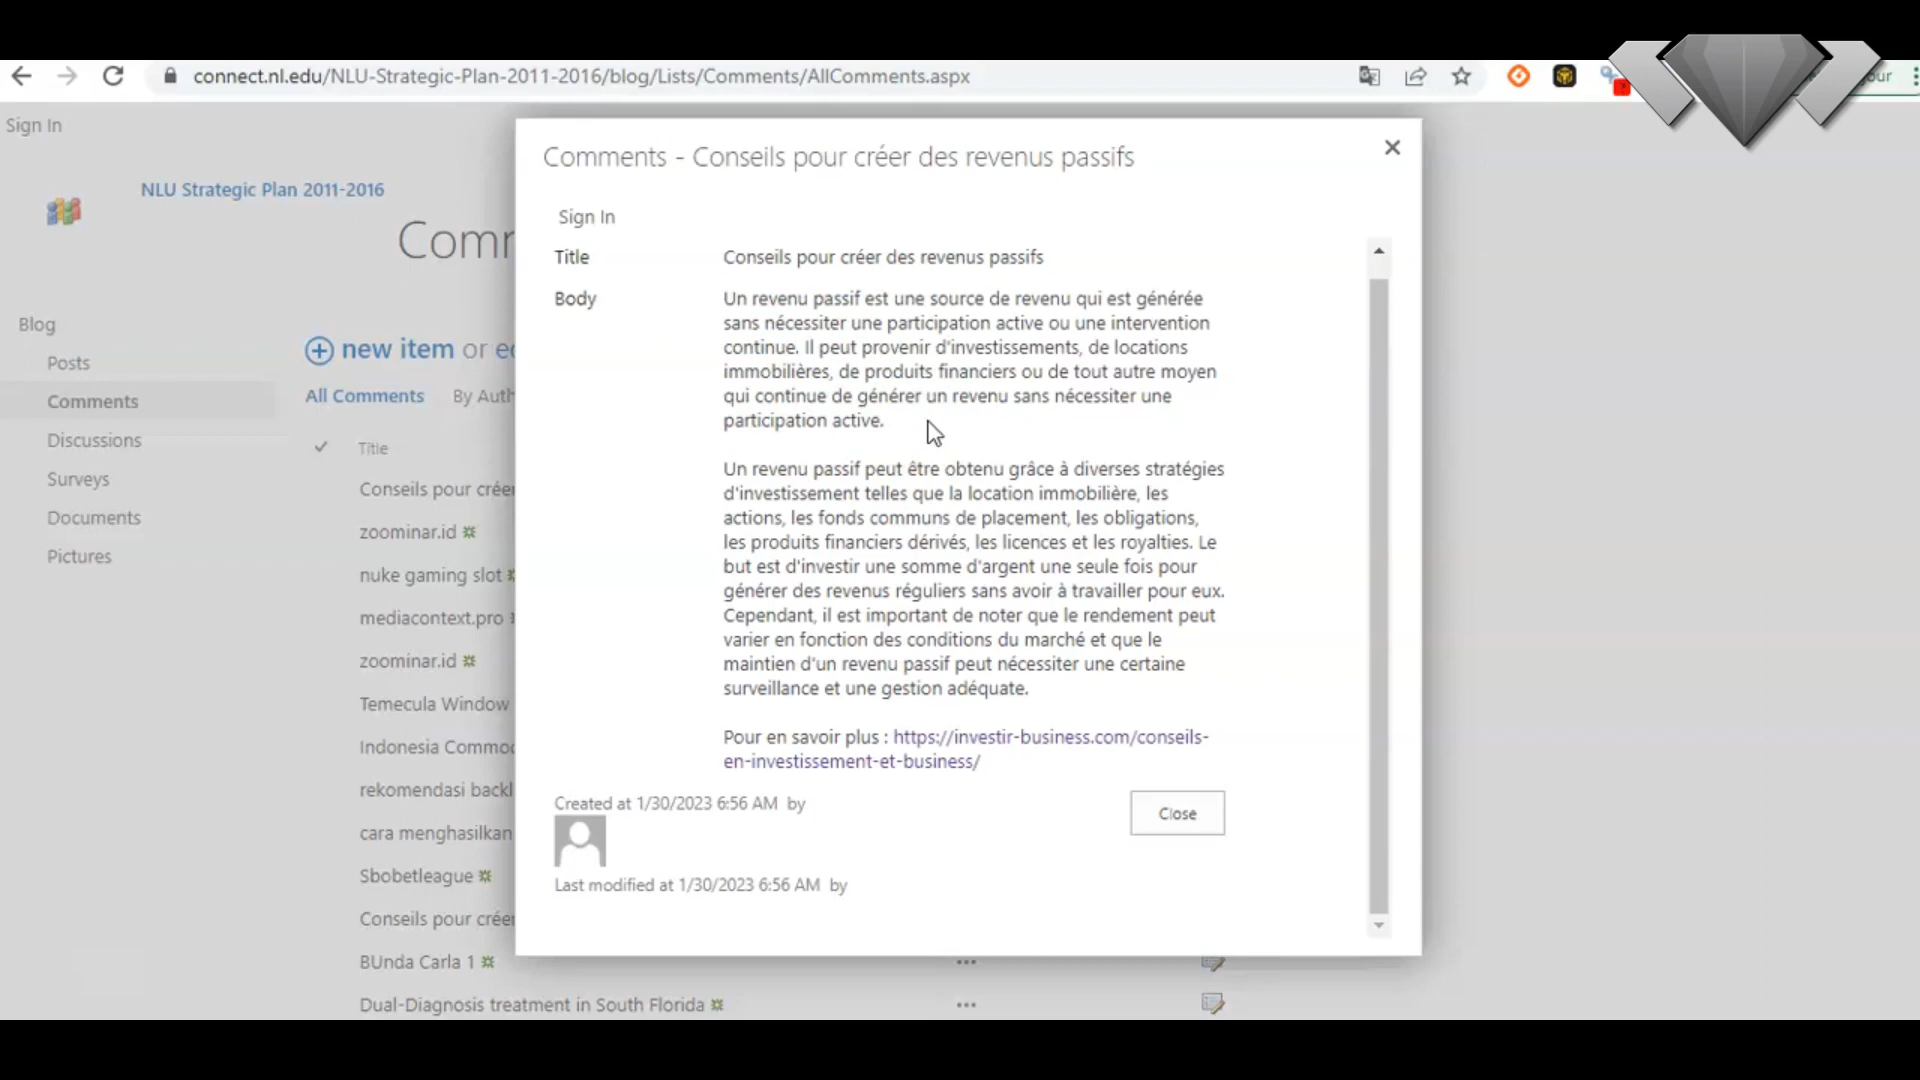 connect.nl.edu/NLU-Strategic-Plan-2011-2016/blog/Lists/Comments/AllComments.aspx
Sign In
NLU Strategic Plan 2011-2016
Blog
Posts
Comments
Discussions
Surveys
Documents
Pictures
new item or
All Comments By
Title
Conseils pour
zoominar.id
nuke gaming slot
mediacontext.pro
zoominar.id
Temecula Window
Indonesia
rekomendasi
cara menghasilkan
Sbobetleague
Conseils pour
BUnda Carla 1
Dual-Diagnosis treatment in South Florida
Comments - Conseils pour créer des revenus passifs
Sign In
Title Conseils pour créer des revenus passifs
Body Un revenu passif est une source de revenu qui est générée
sans nécessiter une participation active ou une intervention
continue. Il peut provenir d'investissements, de locations
immobilières, de produits financiers ou de tout autre moyen
qui continue de générer un revenu sans nécessiter une
participation active.
Un revenu passif peut être obtenu grâce à diverses stratégies
d'investissement telles que la location immobilière, les
actions, les fonds communs de placement, les obligations,
les produits financiers dérivés, les licences et les royalties. Le
but est d'investir une somme d'argent une seule fois pour
générer des revenus réguliers sans avoir à travailler pour eux.
Cependant, il est important de noter que le rendement peut
varier en fonction des conditions du marché et que le
maintien d'un revenu passif peut nécessiter une certaine
surveillance et une gestion adéquate.
Pour en savoir plus : https://investir-business.com/conseils-
en-investissement-et-business/
Created at 1/30/2023 6:56 AM by
Close
Last modified at 1/30/2023 6:56 AM by